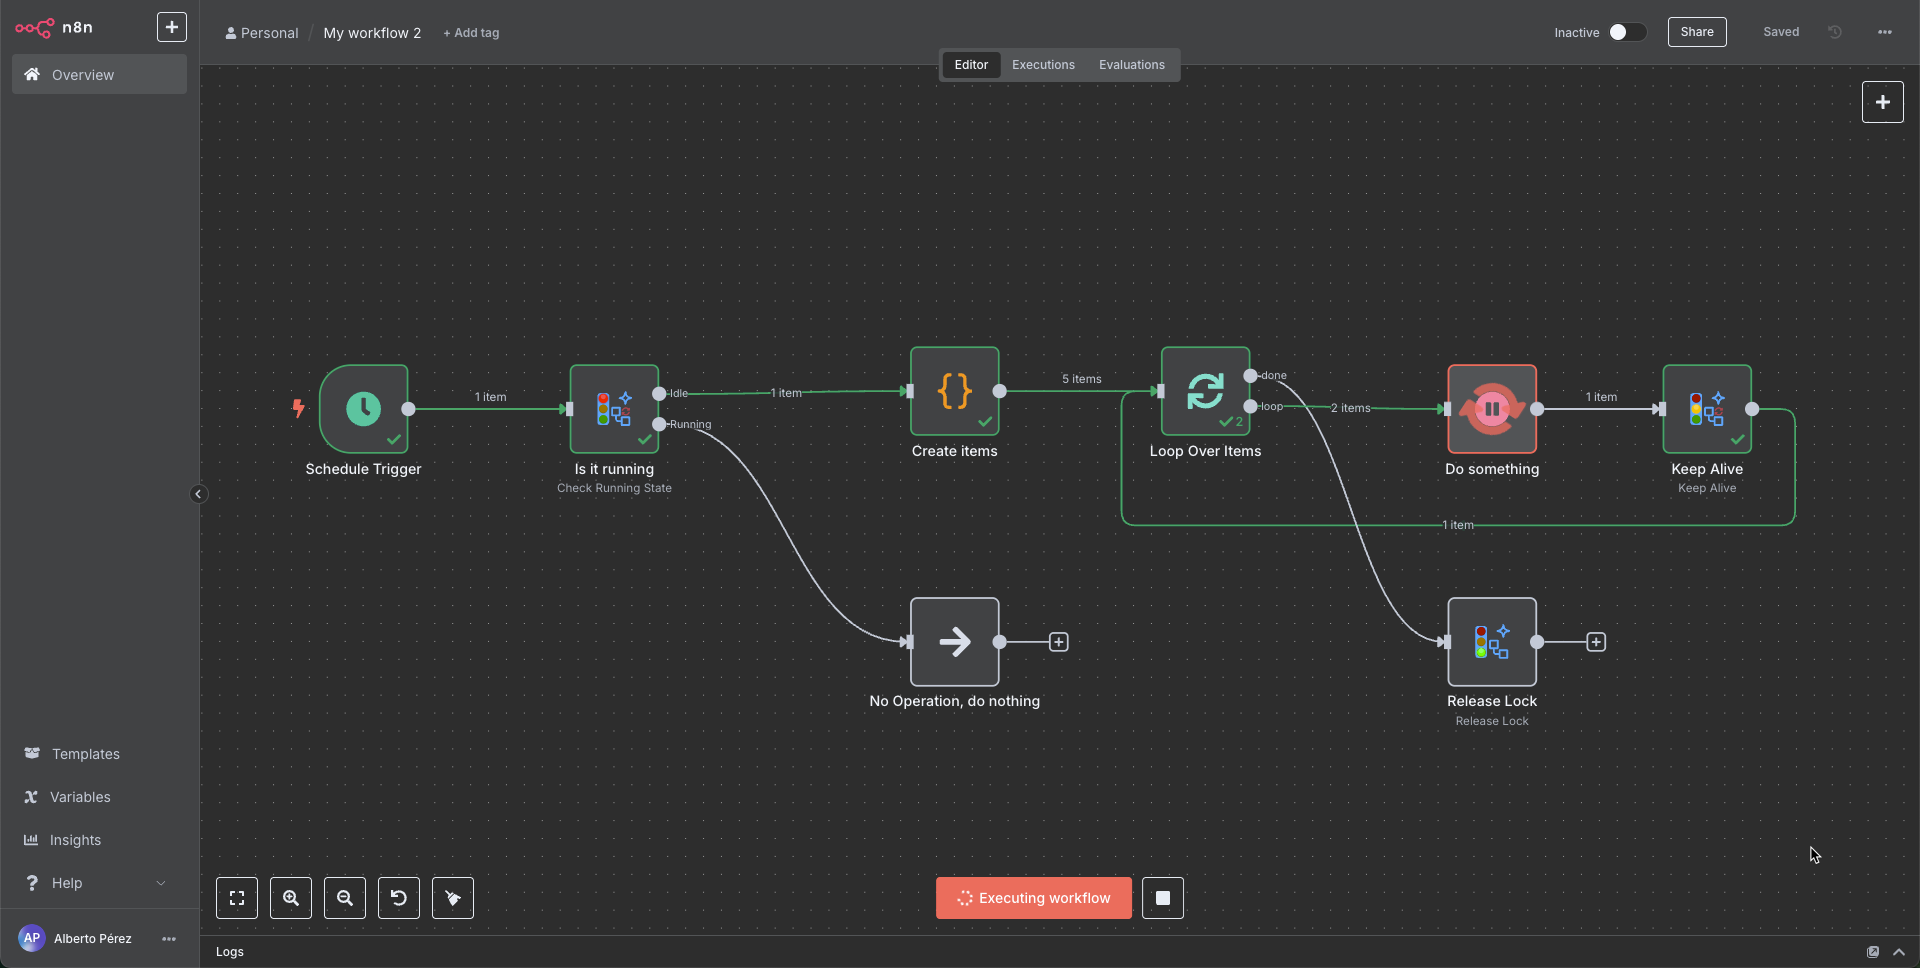 n8n
+
Personal / My workflow 2 + Add tag
Inactive
Share
Saved
Overview
Editor
Executions
Evaluations
1 item
Idle
1 item
Running
5 items
done
loop
2 items
1 item
2
Schedule Trigger
Is it running
Check Running State
Create items
Loop Over Items
Do something
Keep Alive
Keep Alive
1 item
No Operation, do nothing
Release Lock
Release Lock
Templates
Variables
Insights
Help
Executing workflow
AP
Alberto Pérez
Logs